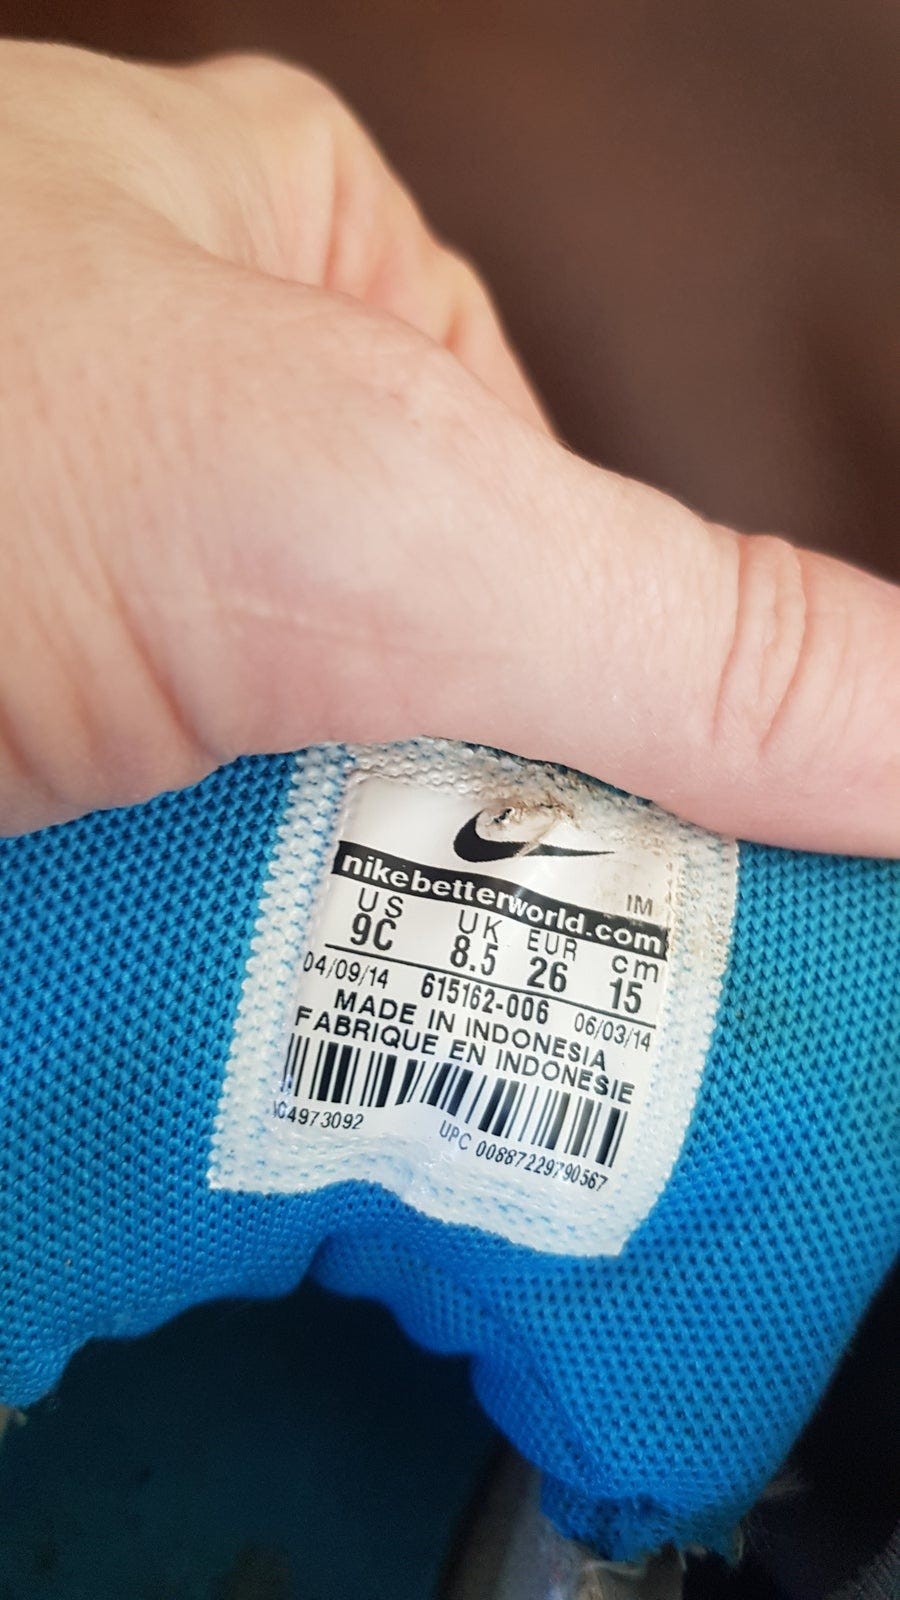 IM
nikebetterworld.com
US UK EUR cm
9C 8.5 26 15
04/09/14 615162-006 06/03/14
MADE IN INDONESIA
FABRIQUE EN INDONESIE
UPC 00887229790567